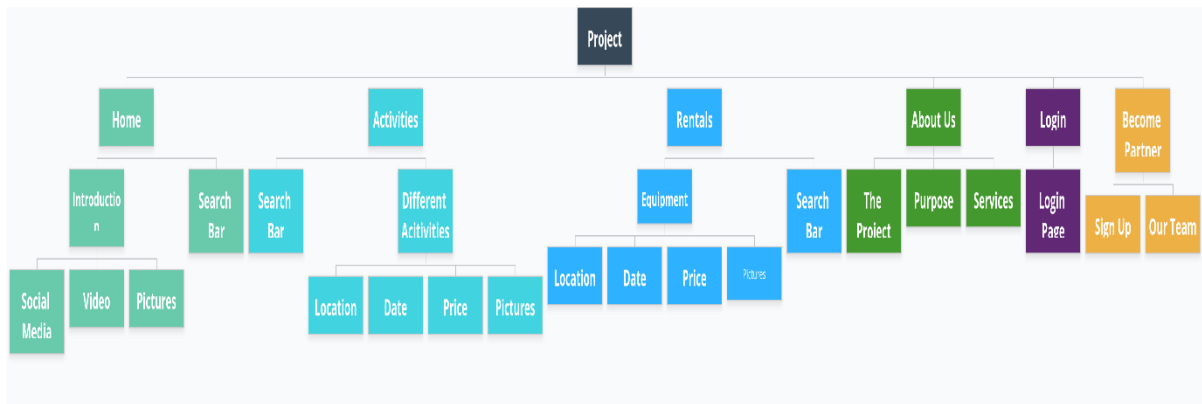 Project
Home
Activities
Rentals
About Us
Login
Become
Partner
Introductio
n
Search
Bar
Search
Bar
Different
Acitivities
Equipment
Search
Bar
The
Project
Purpose
Services
Login
Page
Sign Up
Our Team
Social
Media
Video
Pictures
Location
Date
Price
Pictures
Location
Date
Price
Pictures